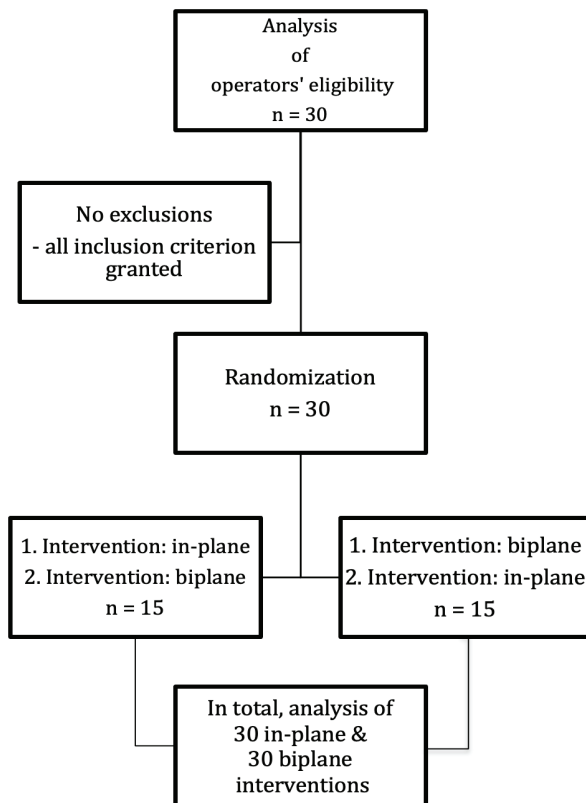 Analysis
of
operators' eligibility
n = 30
No exclusions
- all inclusion criterion
granted
Randomization
n = 30
1. Intervention: in-plane
2. Intervention: biplane
n = 15
1. Intervention: biplane
2. Intervention: in-plane
n = 15
In total, analysis of
30 in-plane &
30 biplane
interventions